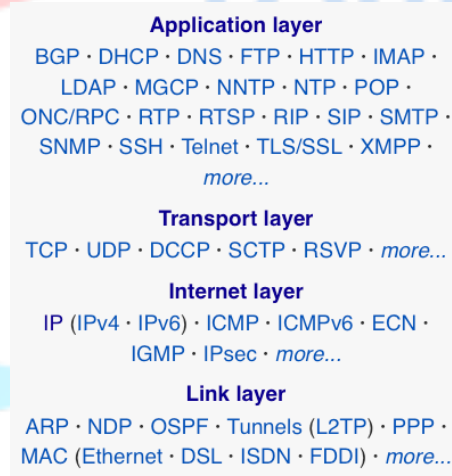 Application layer
BGP · DHCP · DNS · FTP · HTTP · IMAP ·
LDAP · MGCP · NNTP · NTP · POP ·
ONC/RPC · RTP · RTSP · RIP · SIP · SMTP ·
SNMP · SSH · Telnet · TLS/SSL · XMPP ·
more...
Transport layer
TCP · UDP · DCCP · SCTP · RSVP · more...
Internet layer
IP (IPv4 · IPv6) · ICMP · ICMPv6 · ECN ·
IGMP · IPsec · more...
Link layer
ARP · NDP · OSPF · Tunnels (L2TP) · PPP ·
MAC (Ethernet · DSL · ISDN · FDDI) · more...